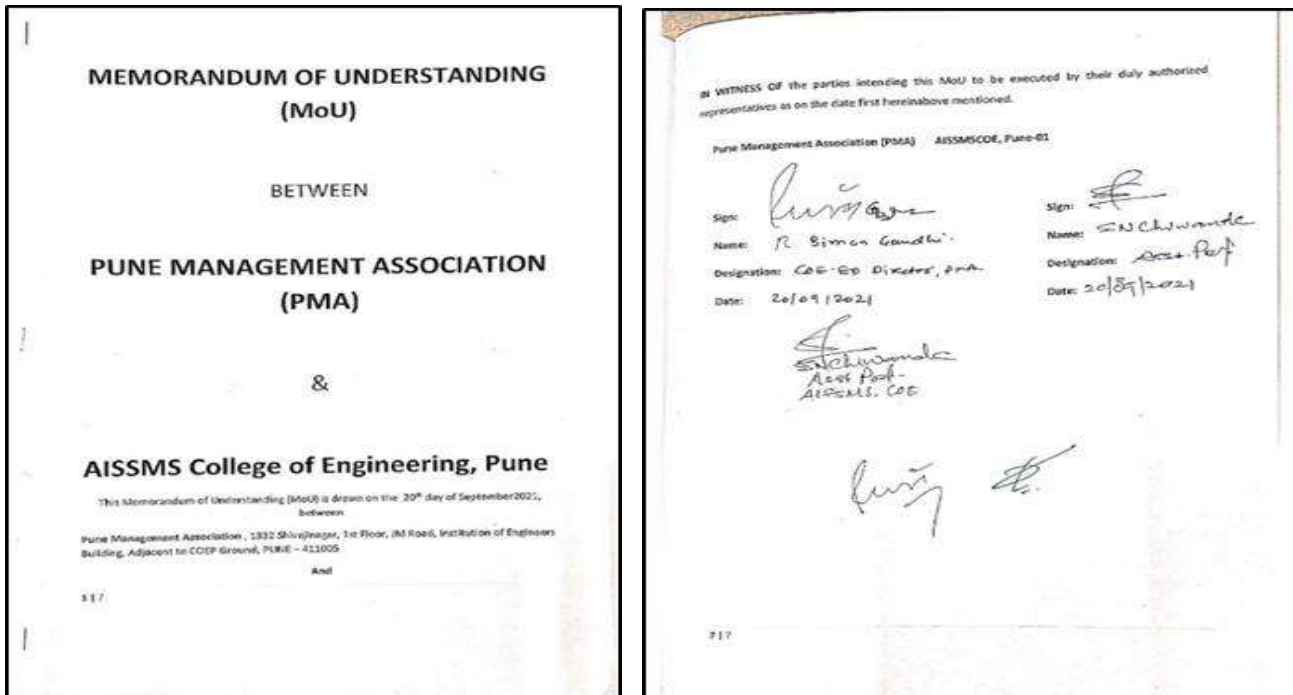 MEMORANDUM OF UNDERSTANDING
(MoU)
BETWEEN
PUNE MANAGEMENT ASSOCIATION
(PMA)
&
AISSMS College of Engineering, Pune
This Memorandum of Understanding (MoU) is drawn on the 20th day of September2021,
between
Pune Management Association , 1332 Shivajinagar, 1st Floor, JM Road, Institution of Engineers
Building, Adjacent to COEP Ground, PUNE – 411005
And
IN WITNESS OF the parties intending this MoU to be executed by their duly authorized
representatives as on the date first hereinabove mentioned.
Pune Management Association (PMA) AISSMSCOE, Pune-01
Sign:
Name: R Simon Gandhi.
Designation: Director, PMA
Date: 20/09/2021
Sign:
Name: SNChiwande
Designation: Asst. Prof
Date: 20/09/2021
SNChiwande
Asst Prof.
AISSMS, COE
7|7